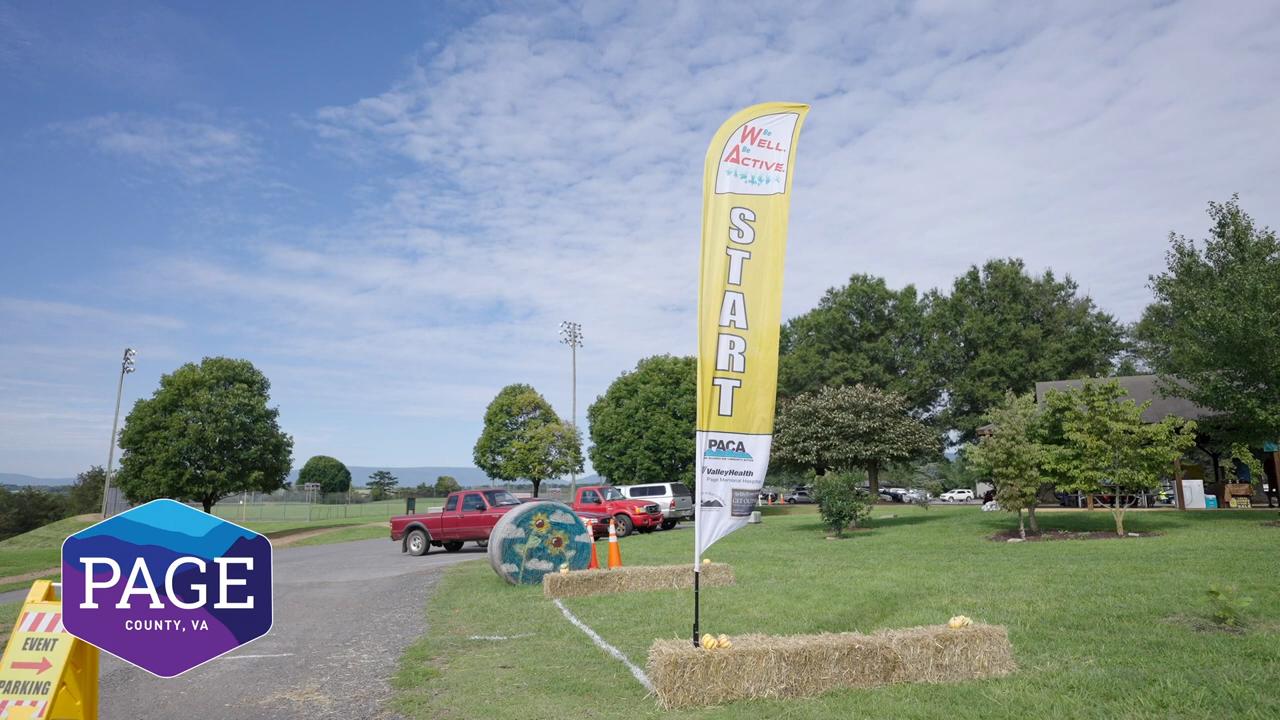 Be
WELL.
Be
ACTIVE.
START
PACA
ValleyHealth
Page Memorial Hospital
PAGE
COUNTY, VA
EVENT
PARKING